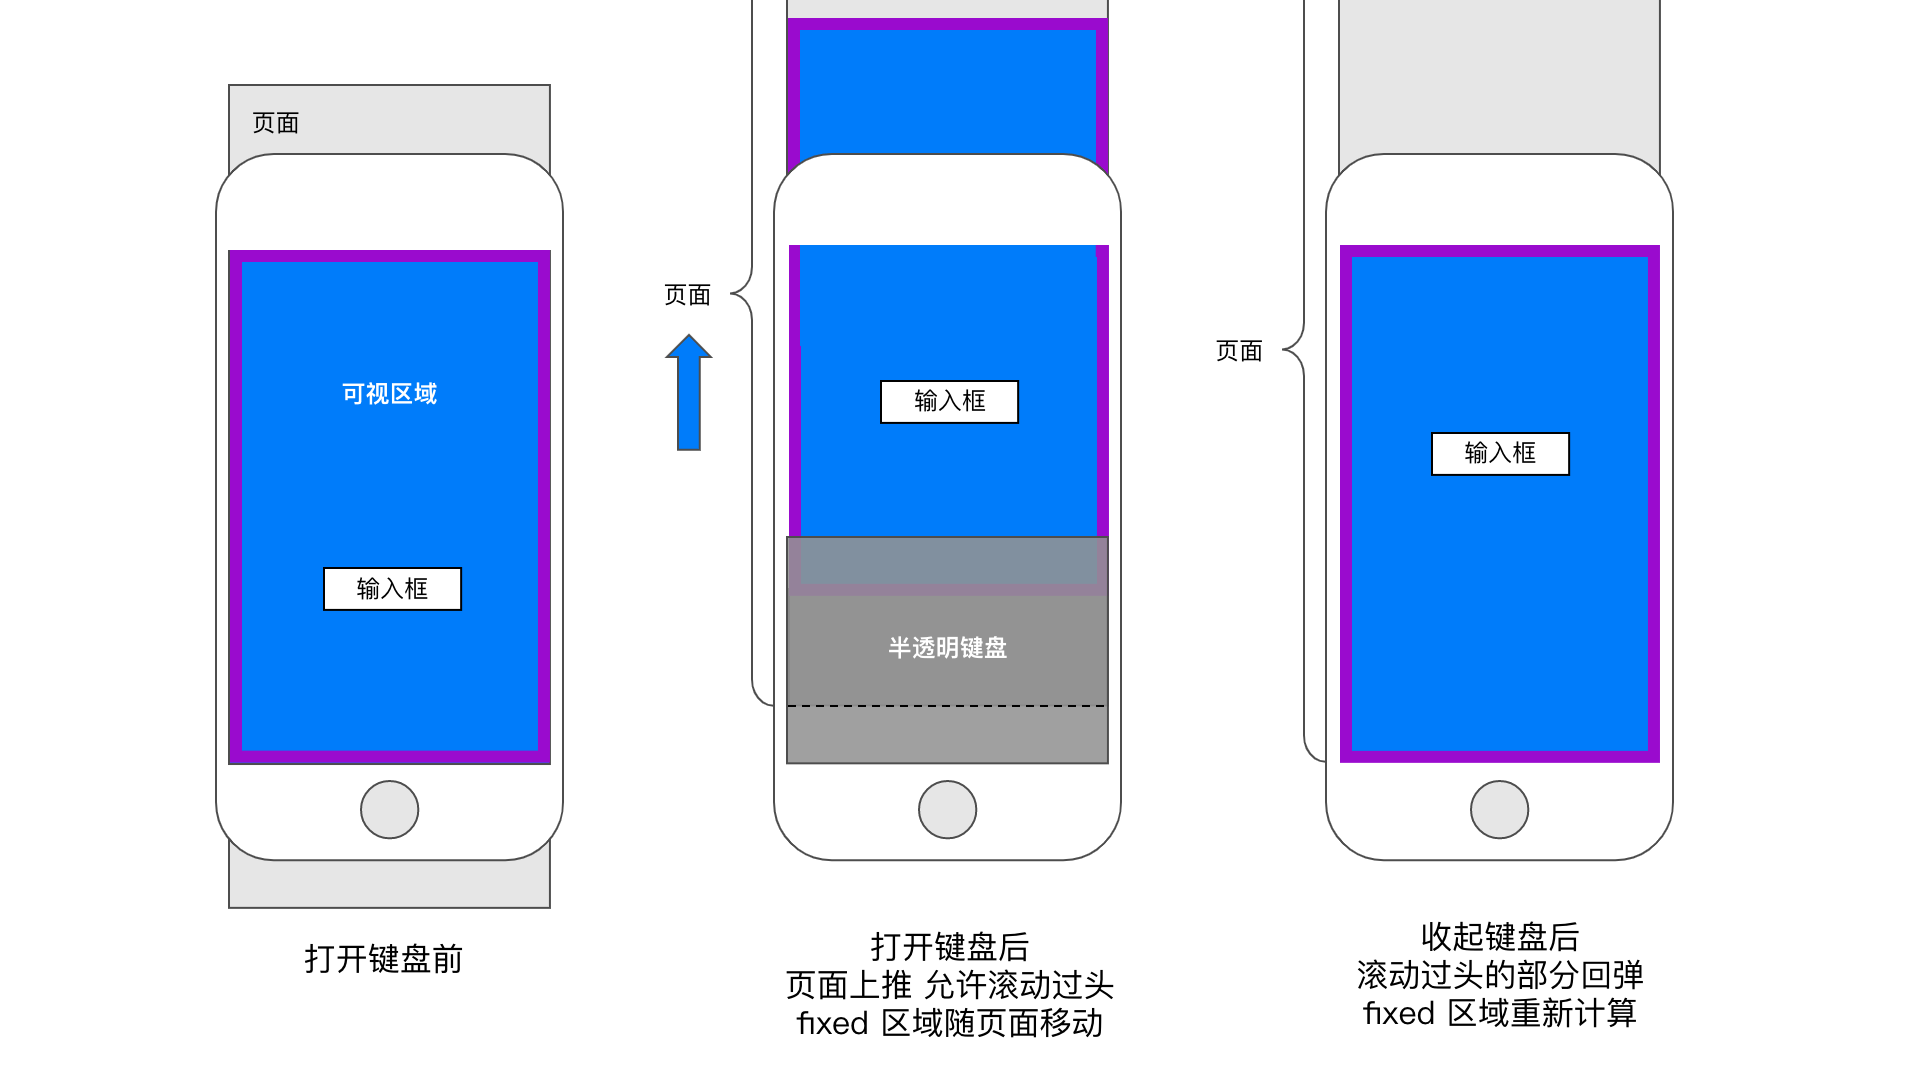 页面
可视区域
输入框
打开键盘前
页面
输入框
半透明键盘
打开键盘后
页面上推 允许滚动过头
fixed 区域随页面移动
页面
输入框
收起键盘后
滚动过头的部分回弹
fixed 区域重新计算